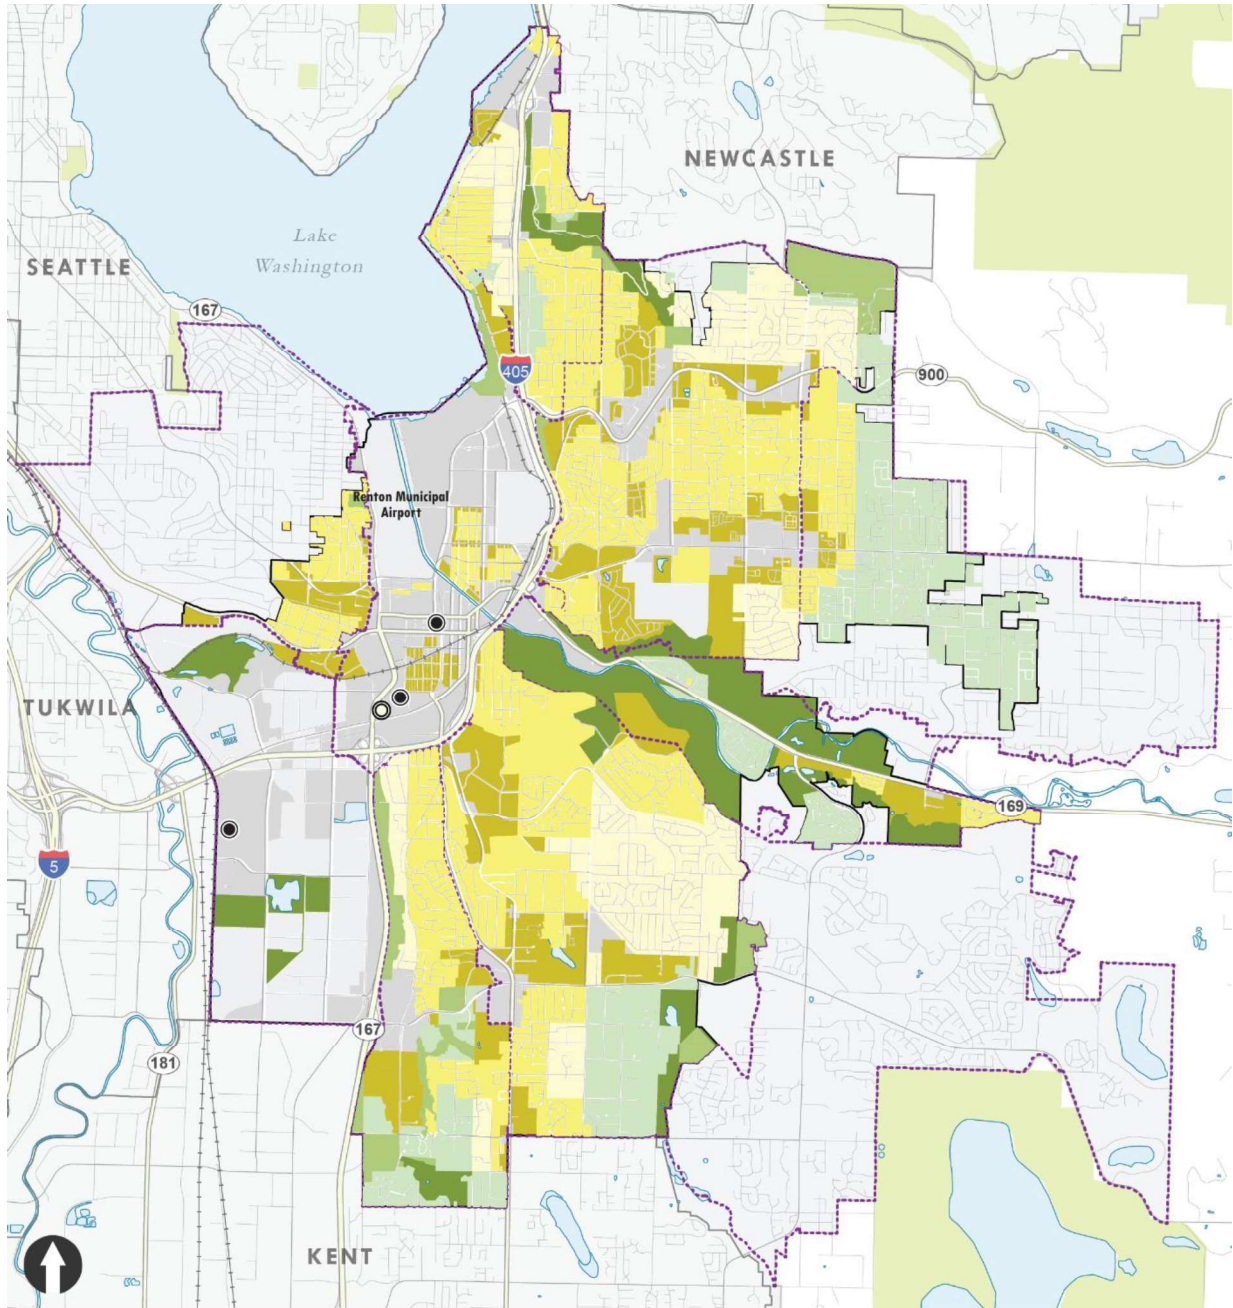 NEWCASTLE
Lake
Washington
SEATTLE
167
405
900
Renton Municipal
Airport
TUKWILA
169
5
167
181
KENT